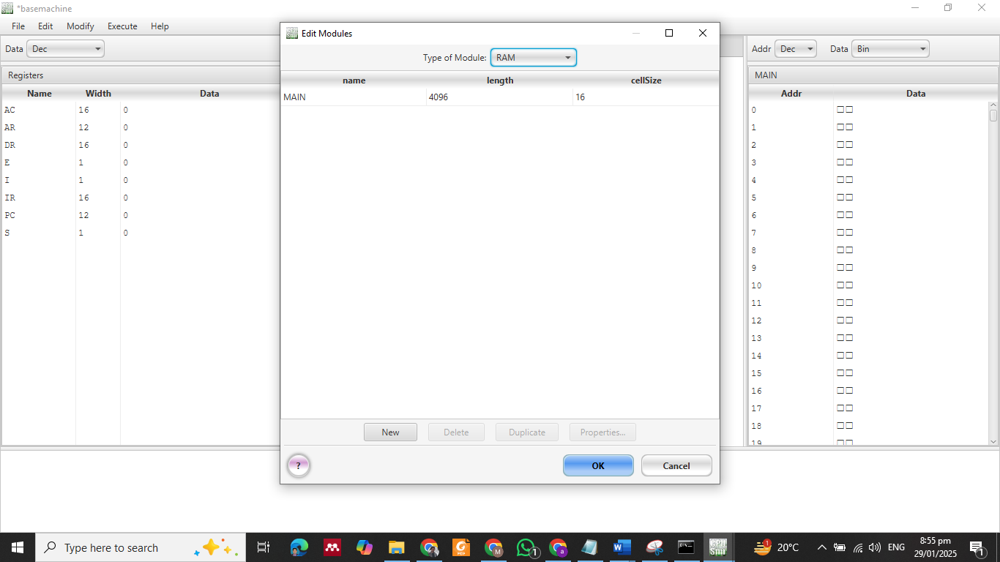 *basemachine
File Edit Modify Execute Help
Data Dec
Registers
Name Width Data
AC 16 0
AR 12 0
DR 16 0
E 1 0
I 1 0
IR 16 0
PC 12 0
S 1 0
Edit Modules
Type of Module: RAM
name length cellSize
MAIN 4096 16
New Delete Duplicate Properties...
? OK Cancel
Addr Dec Data Bin
MAIN
Addr Data
0
1
2
3
4
5
6
7
8
9
10
11
12
13
14
15
16
17
18
19
Type here to search
1
1
20°C
ENG
8:55 pm
29/01/2025
1